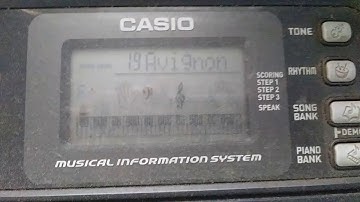 CASIO
TONE
19 Avignon
RHYTHM
SCORING
STEP 1
STEP 2
STEP 3
SPEAK
SONG
BANK
DEMO
PIANO
BANK
MUSICAL INFORMATION SYSTEM